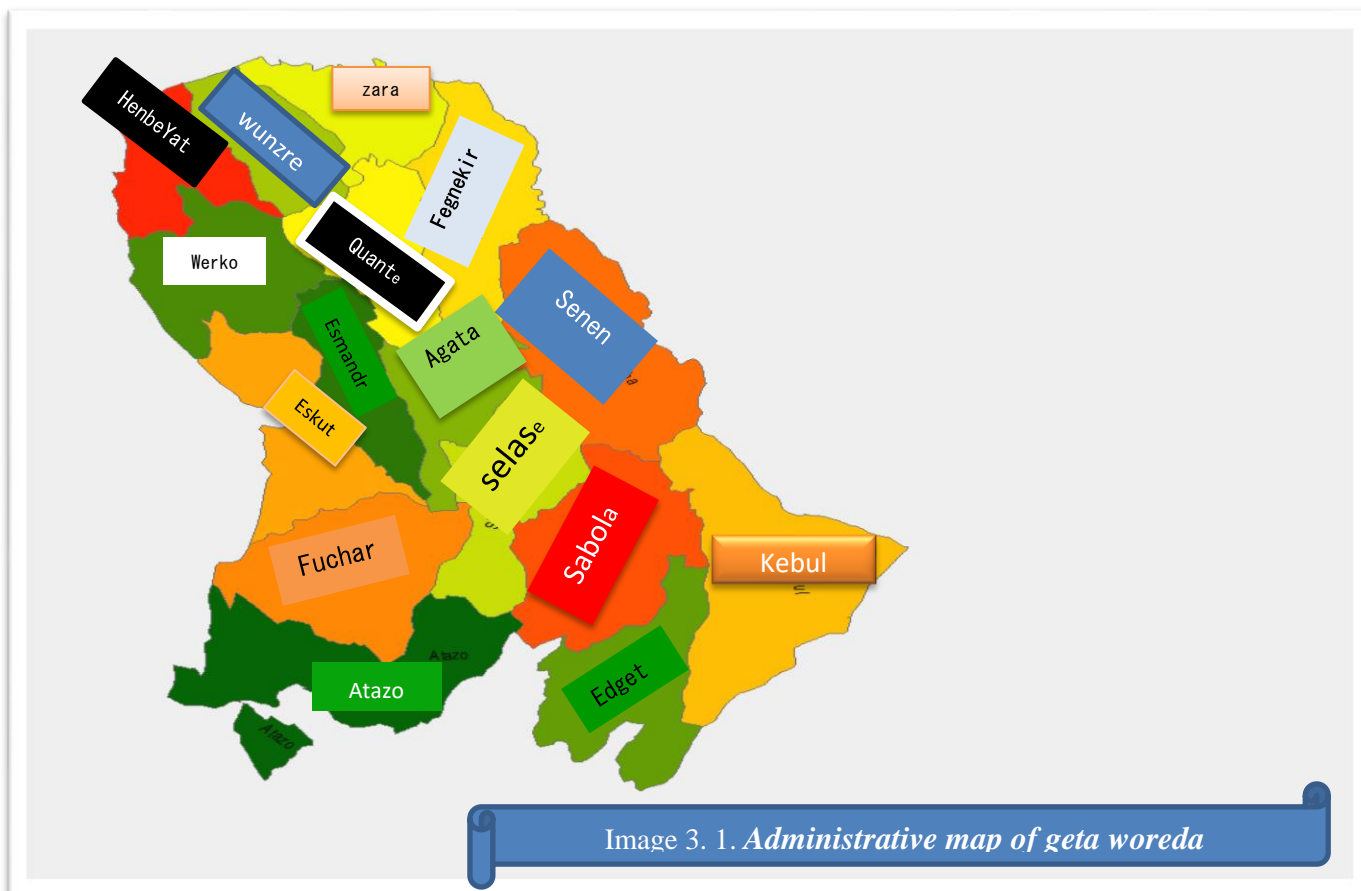 zara
HenbeYat
wunzre
Fegnekir
Quante
Werko
Senen
Esmandr
Agata
Eskut
selase
Sabola
Fuchar
Kebul
ul
Atazo
Atazo
Edget
Atazo
Image 3. 1. Administrative map of geta woreda